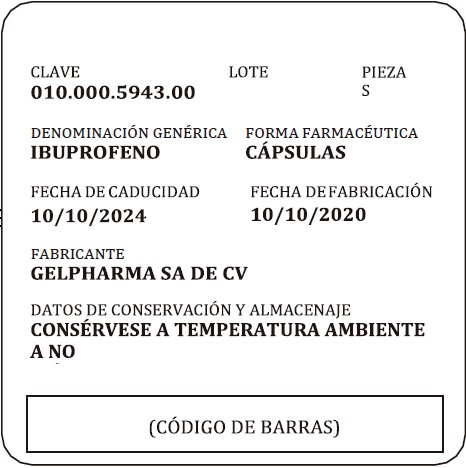 CLAVE LOTE PIEZA
010.000.5943.00 S
DENOMINACIÓN GENÉRICA FORMA FARMACÉUTICA
IBUPROFENO CÁPSULAS
FECHA DE CADUCIDAD FECHA DE FABRICACIÓN
10/10/2024 10/10/2020
FABRICANTE
GELPHARMA SA DE CV
DATOS DE CONSERVACIÓN Y ALMACENAJE
CONSÉRVESE A TEMPERATURA AMBIENTE
A NO
(CÓDIGO DE BARRAS)